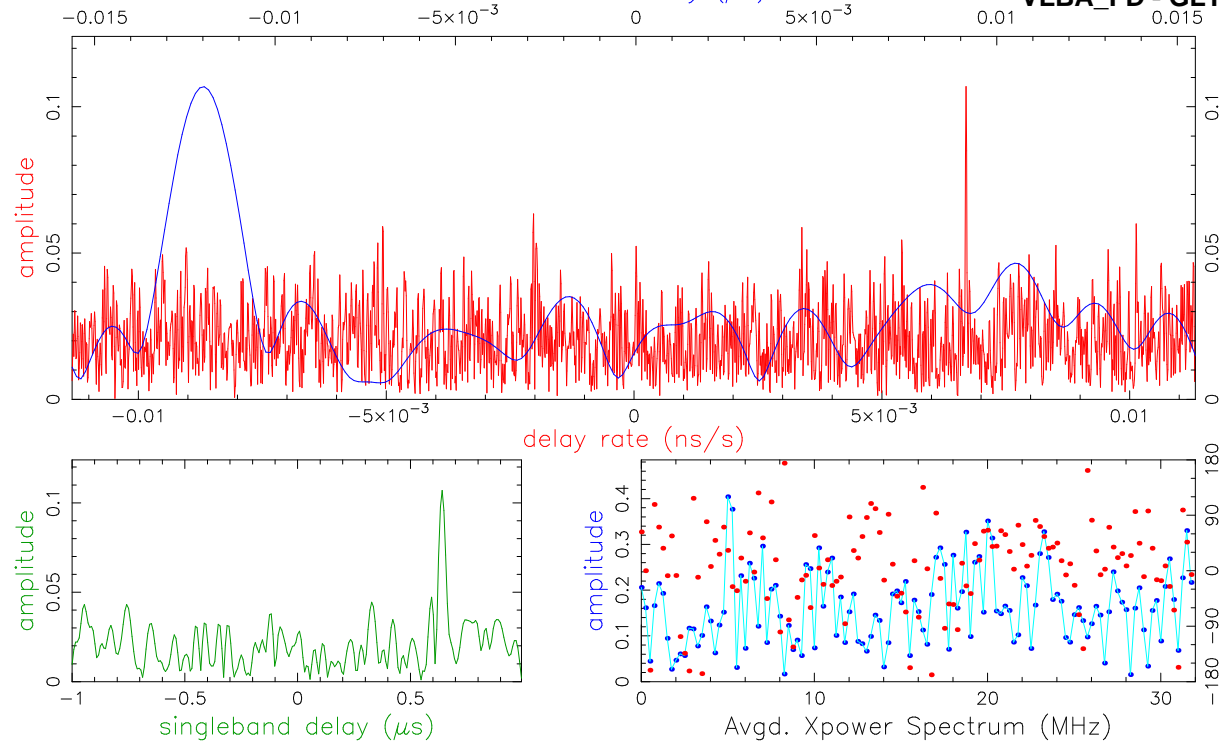 −0.015 −0.01 −5×10⁻³ 0 5×10⁻³ 0.01 0.015
0.1 0.1
0.05 0.05
0 0
amplitude
−0.01 −5×10⁻³ 0 5×10⁻³ 0.01
delay rate (ns/s)
0.1
0.05
0
amplitude
−1 −0.5 0 0.5
singleband delay (μs)
0.4
0.3
0.2
0.1
0
amplitude
180
90
0
−90
−180
0 10 20 30
Avgd. Xpower Spectrum (MHz)